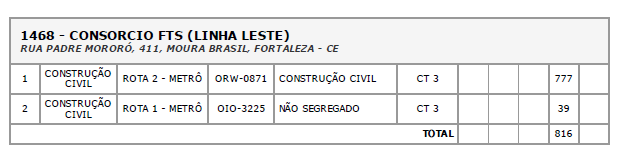 1468 - CONSORCIO FTS (LINHA LESTE)
RUA PADRE MORORÓ, 411, MOURA BRASIL, FORTALEZA - CE
1 CONSTRUÇÃO CIVIL ROTA 2 - METRÔ ORW-0871 CONSTRUÇÃO CIVIL CT 3 777
2 CONSTRUÇÃO CIVIL ROTA 1 - METRÔ OIO-3225 NÃO SEGREGADO CT 3 39
TOTAL 816